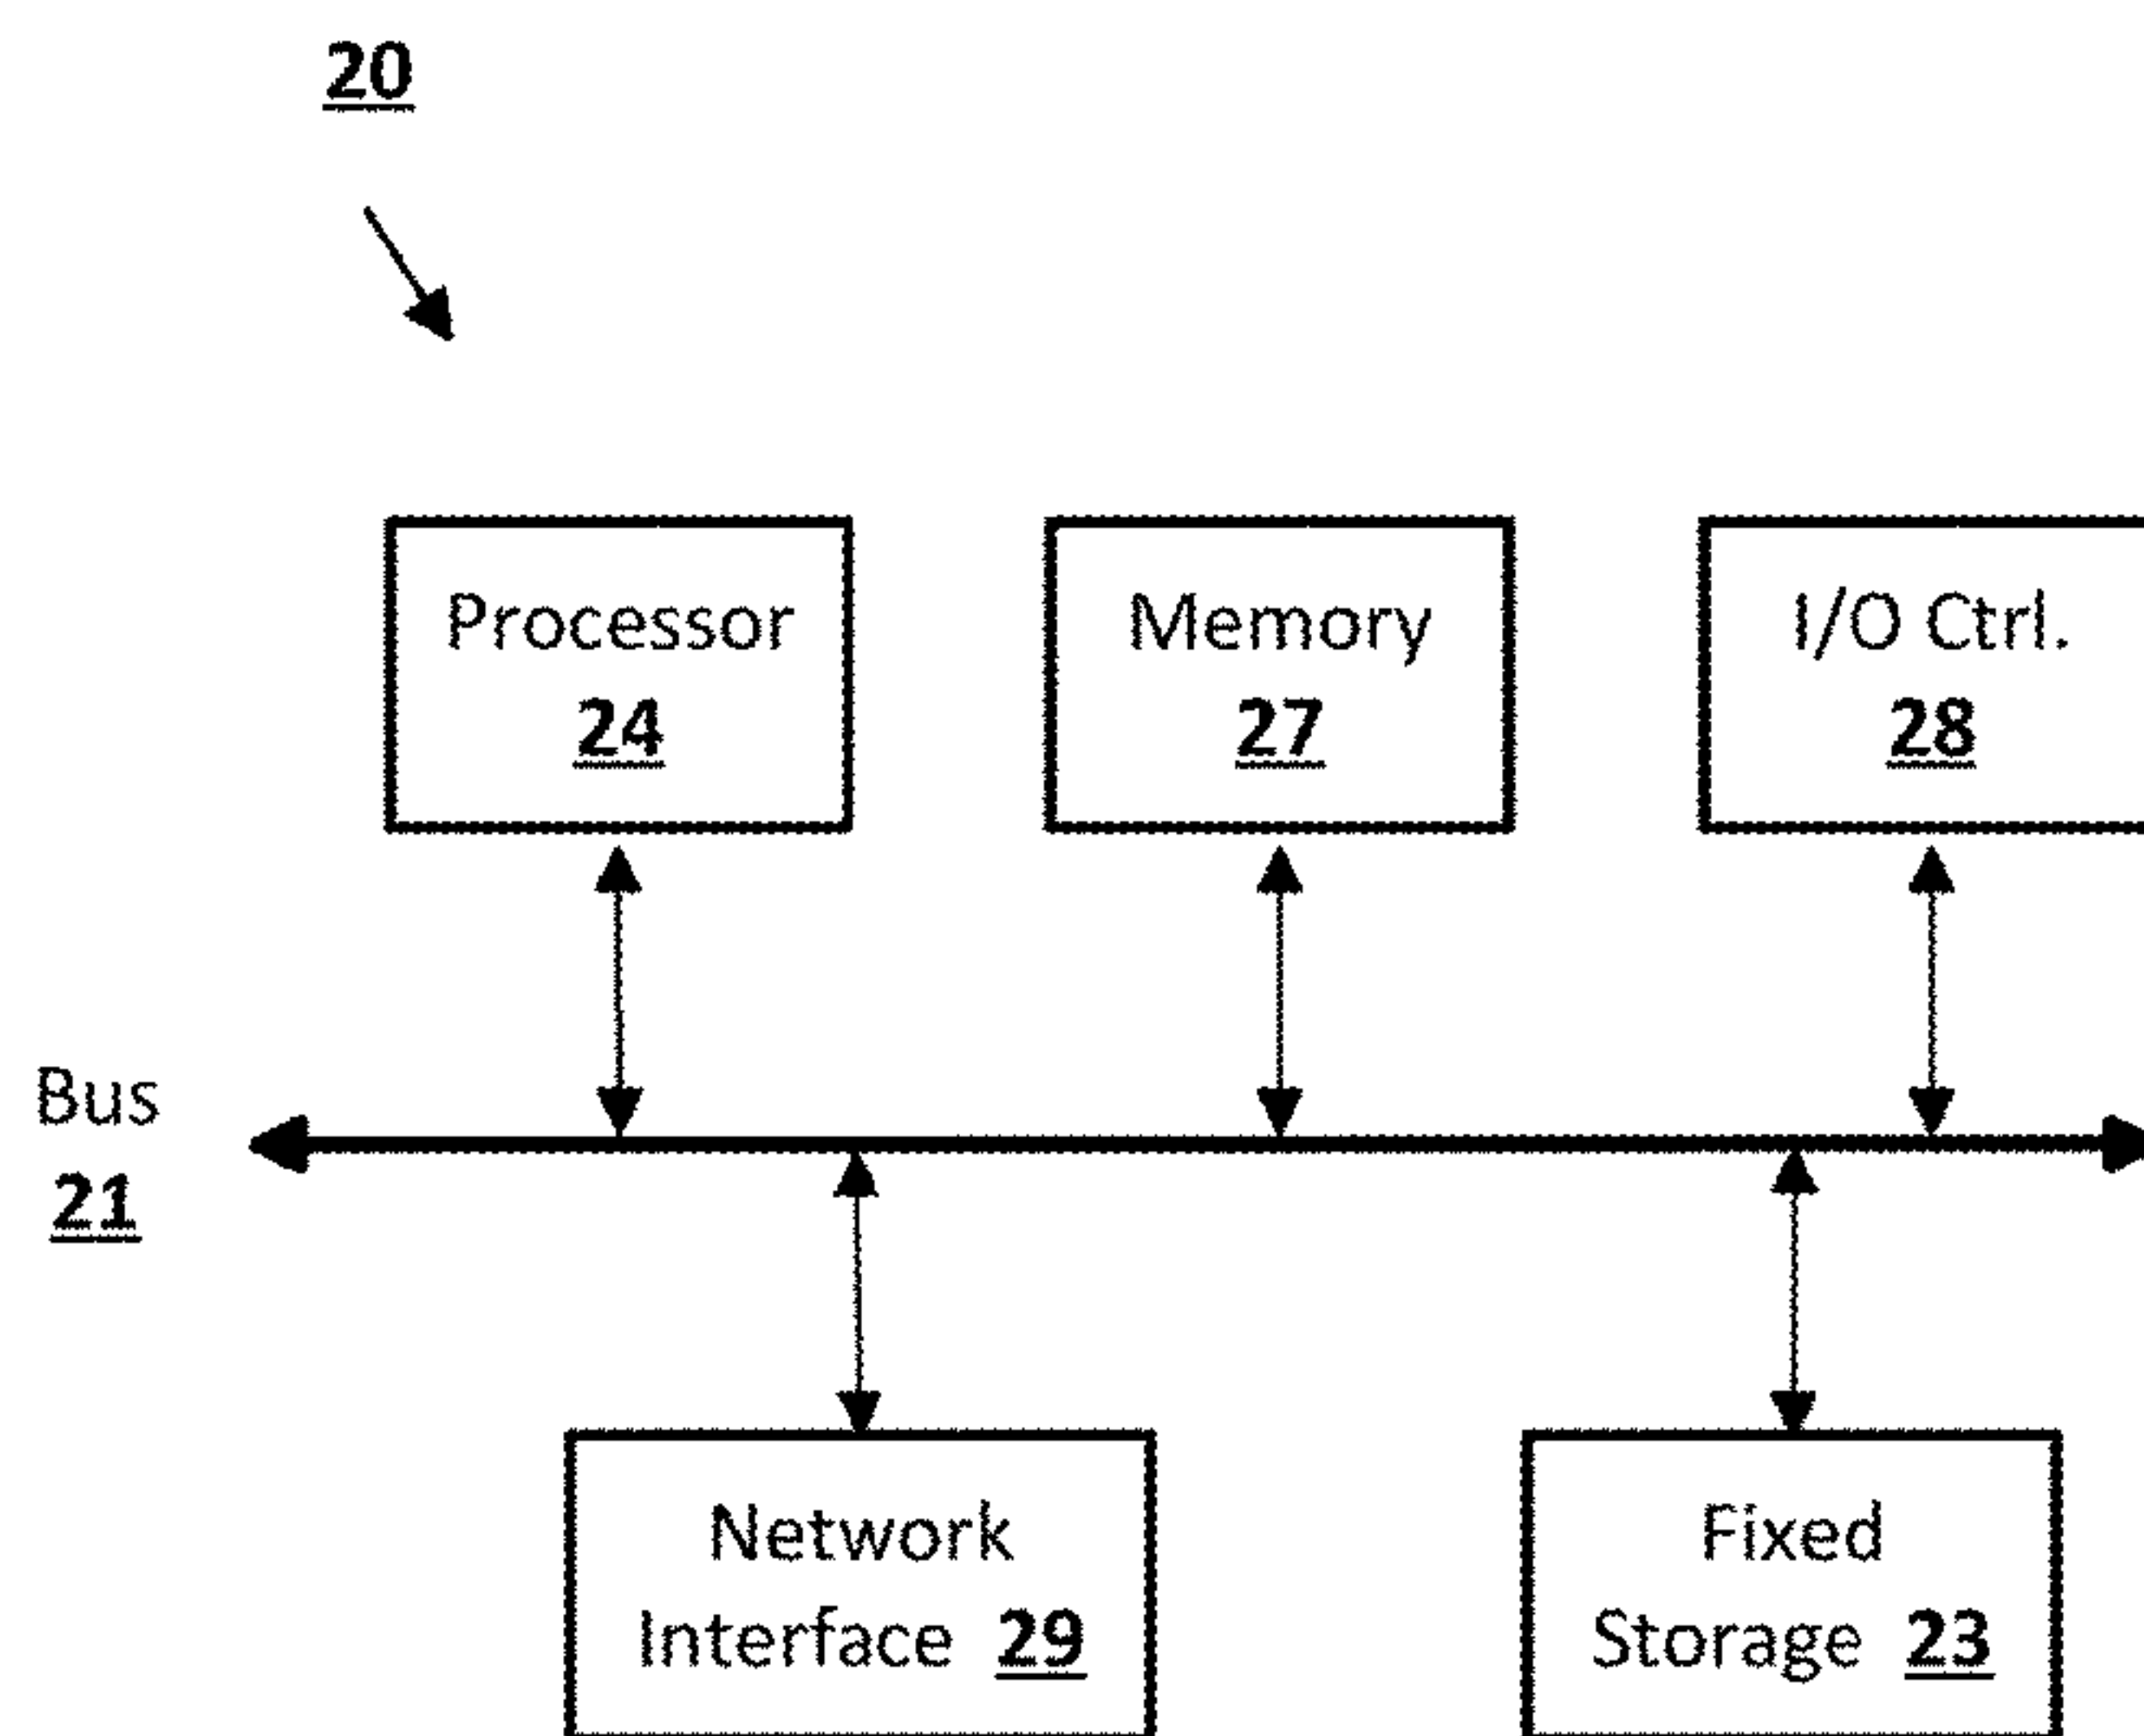 20
Processor
24
Memory
27
I/O Ctrl.
28
Bus
21
Network
Interface 29
Fixed
Storage 23